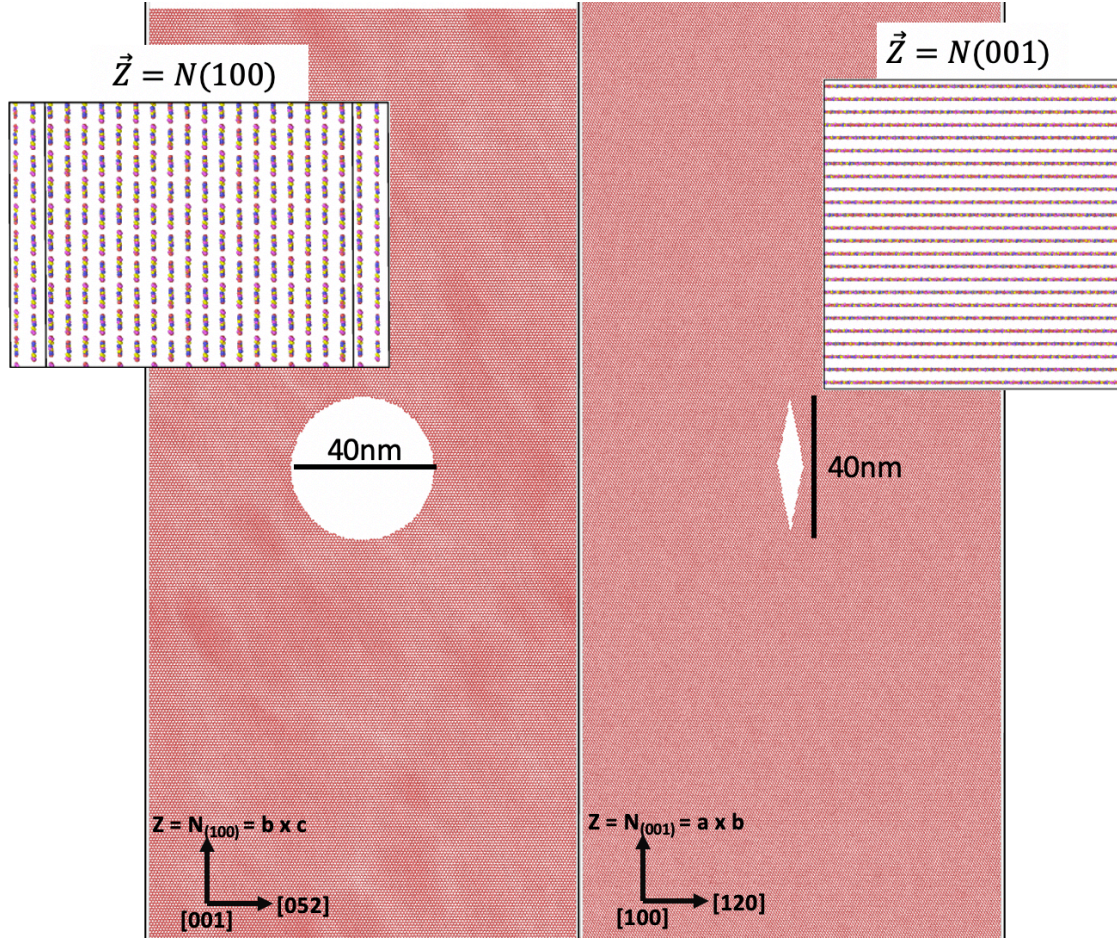 Z⃗ = N(100)
Z⃗ = N(001)
40nm
40nm
Z = N(100) = b x c
[001]
[052]
Z = N(001) = a x b
[100]
[120]